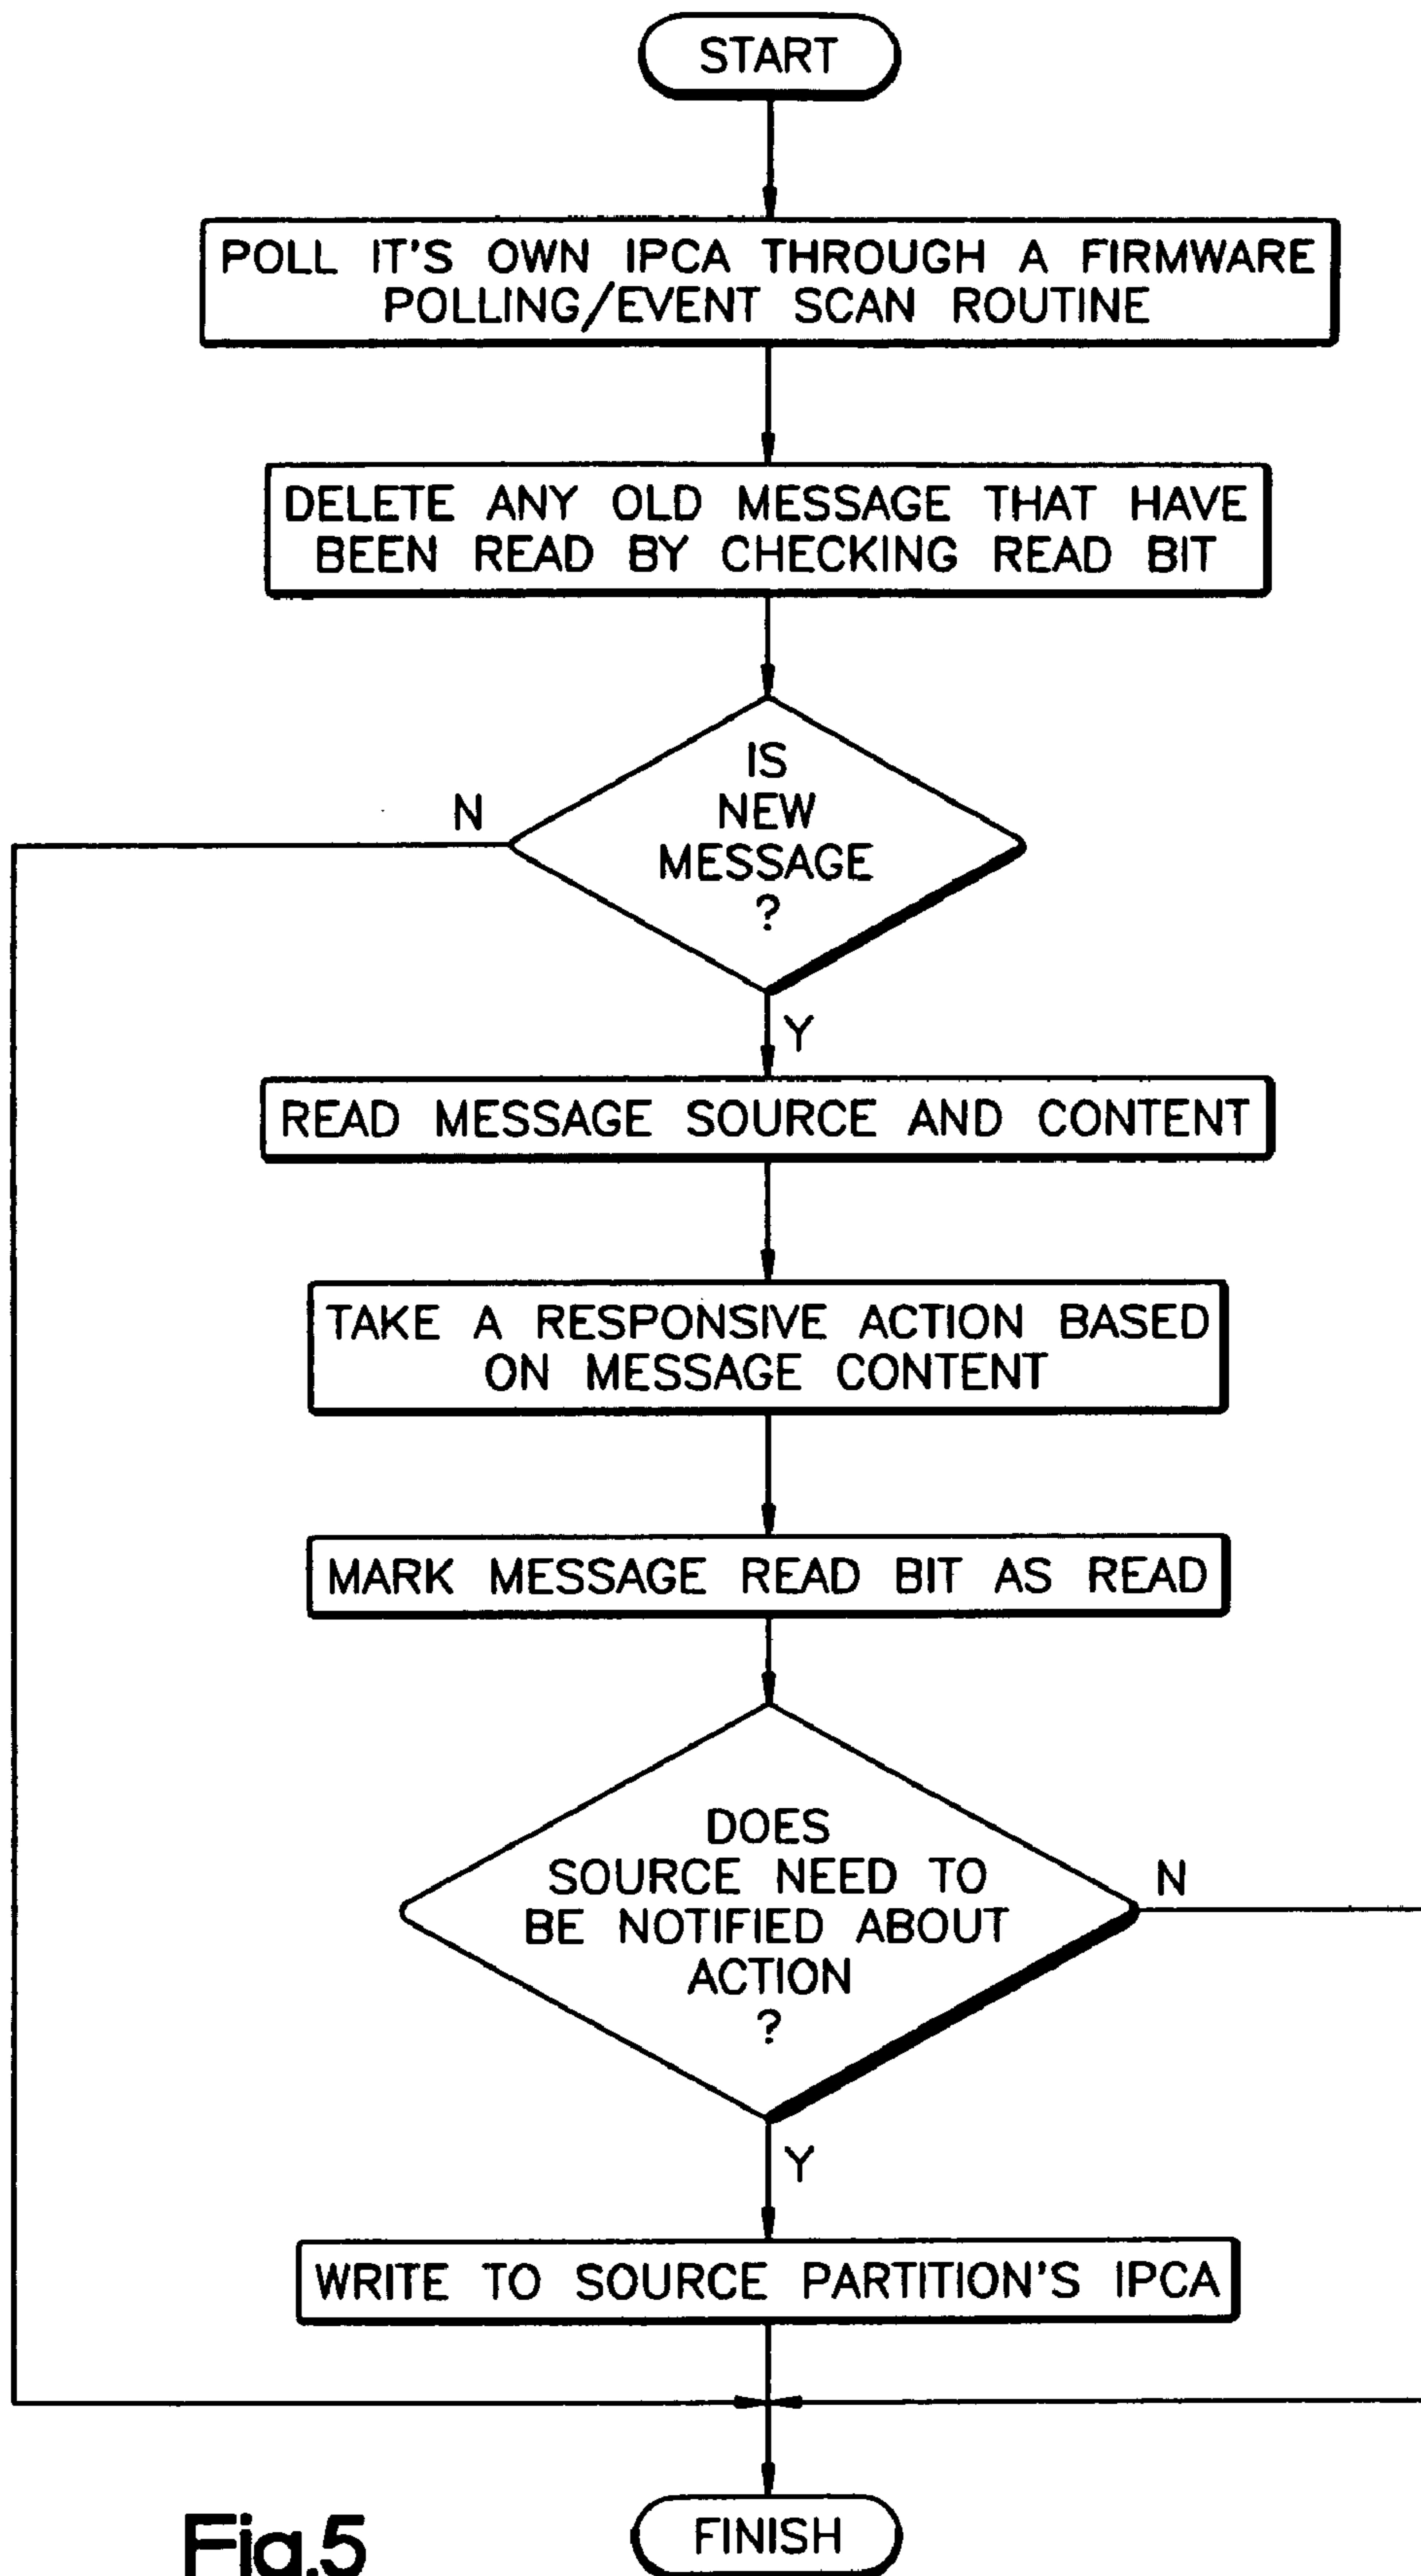 START
POLL IT'S OWN IPCA THROUGH A FIRMWARE
POLLING/EVENT SCAN ROUTINE
DELETE ANY OLD MESSAGE THAT HAVE
BEEN READ BY CHECKING READ BIT
IS
NEW
MESSAGE
?
N
Y
READ MESSAGE SOURCE AND CONTENT
TAKE A RESPONSIVE ACTION BASED
ON MESSAGE CONTENT
MARK MESSAGE READ BIT AS READ
DOES
SOURCE NEED TO
BE NOTIFIED ABOUT
ACTION
?
N
Y
WRITE TO SOURCE PARTITION'S IPCA
FINISH
Fig.5